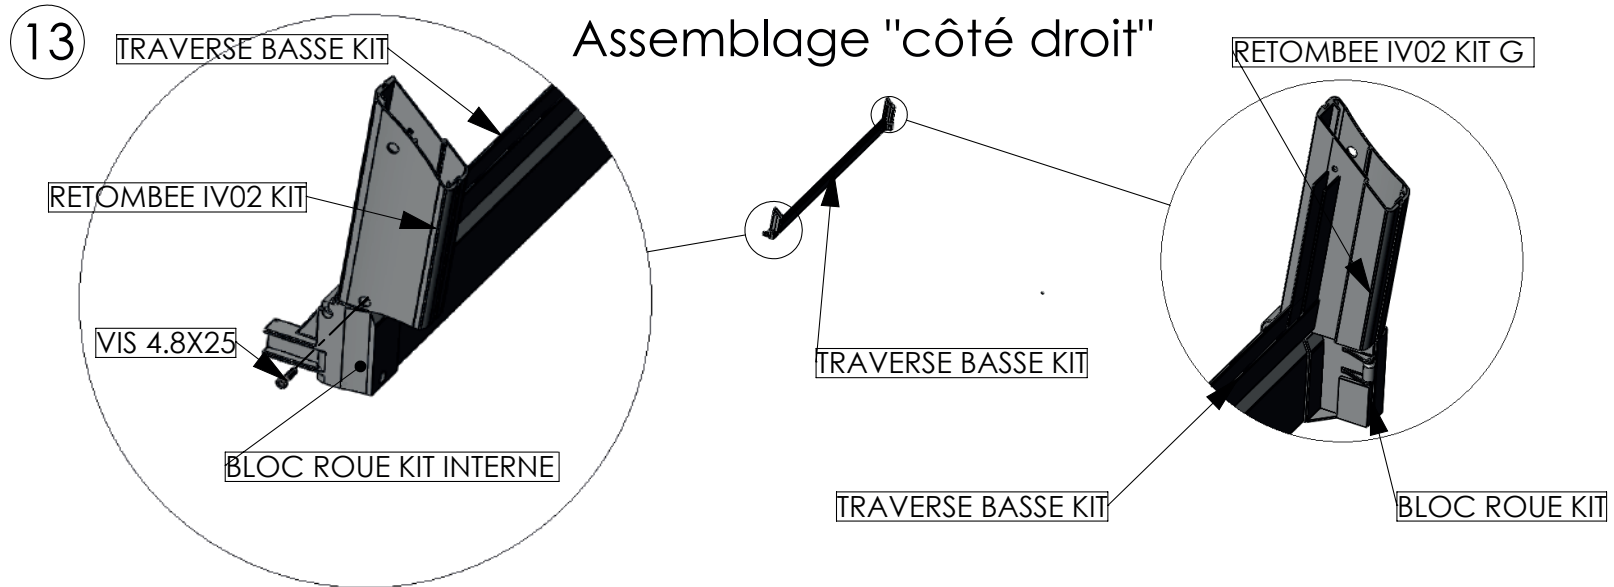 13
Assemblage "côté droit"
TRAVERSE BASSE KIT
RETOMBEE IV02 KIT G
RETOMBEE IV02 KIT
VIS 4.8X25
TRAVERSE BASSE KIT
BLOC ROUE KIT INTERNE
TRAVERSE BASSE KIT
BLOC ROUE KIT